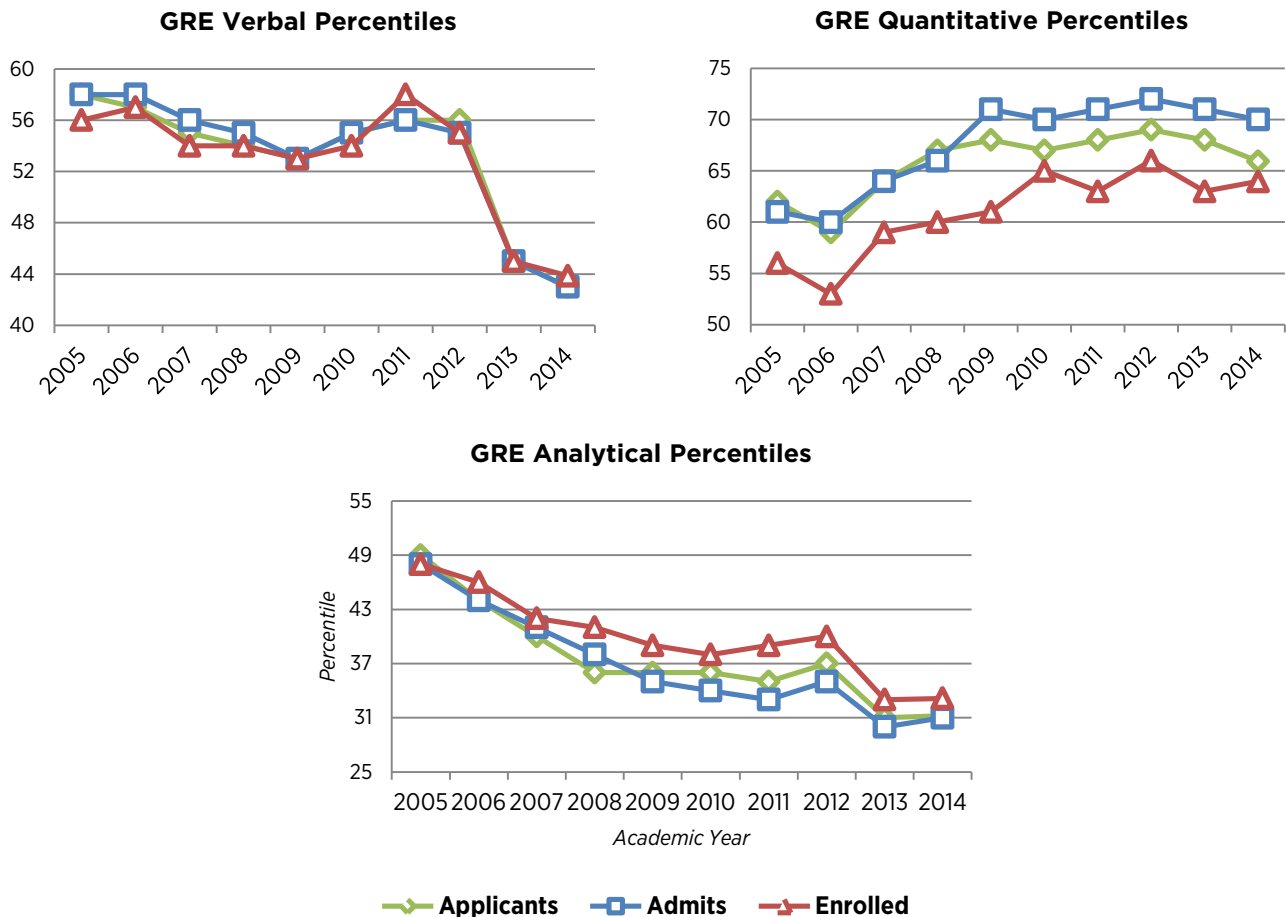 GRE Verbal Percentiles
60
56
52
48
44
40
2005 2006 2007 2008 2009 2010 2011 2012 2013 2014
GRE Quantitative Percentiles
75
70
65
60
55
50
2005 2006 2007 2008 2009 2010 2011 2012 2013 2014
GRE Analytical Percentiles
Percentile
55
49
43
37
31
25
2005 2006 2007 2008 2009 2010 2011 2012 2013 2014
Academic Year
Applicants Admits Enrolled